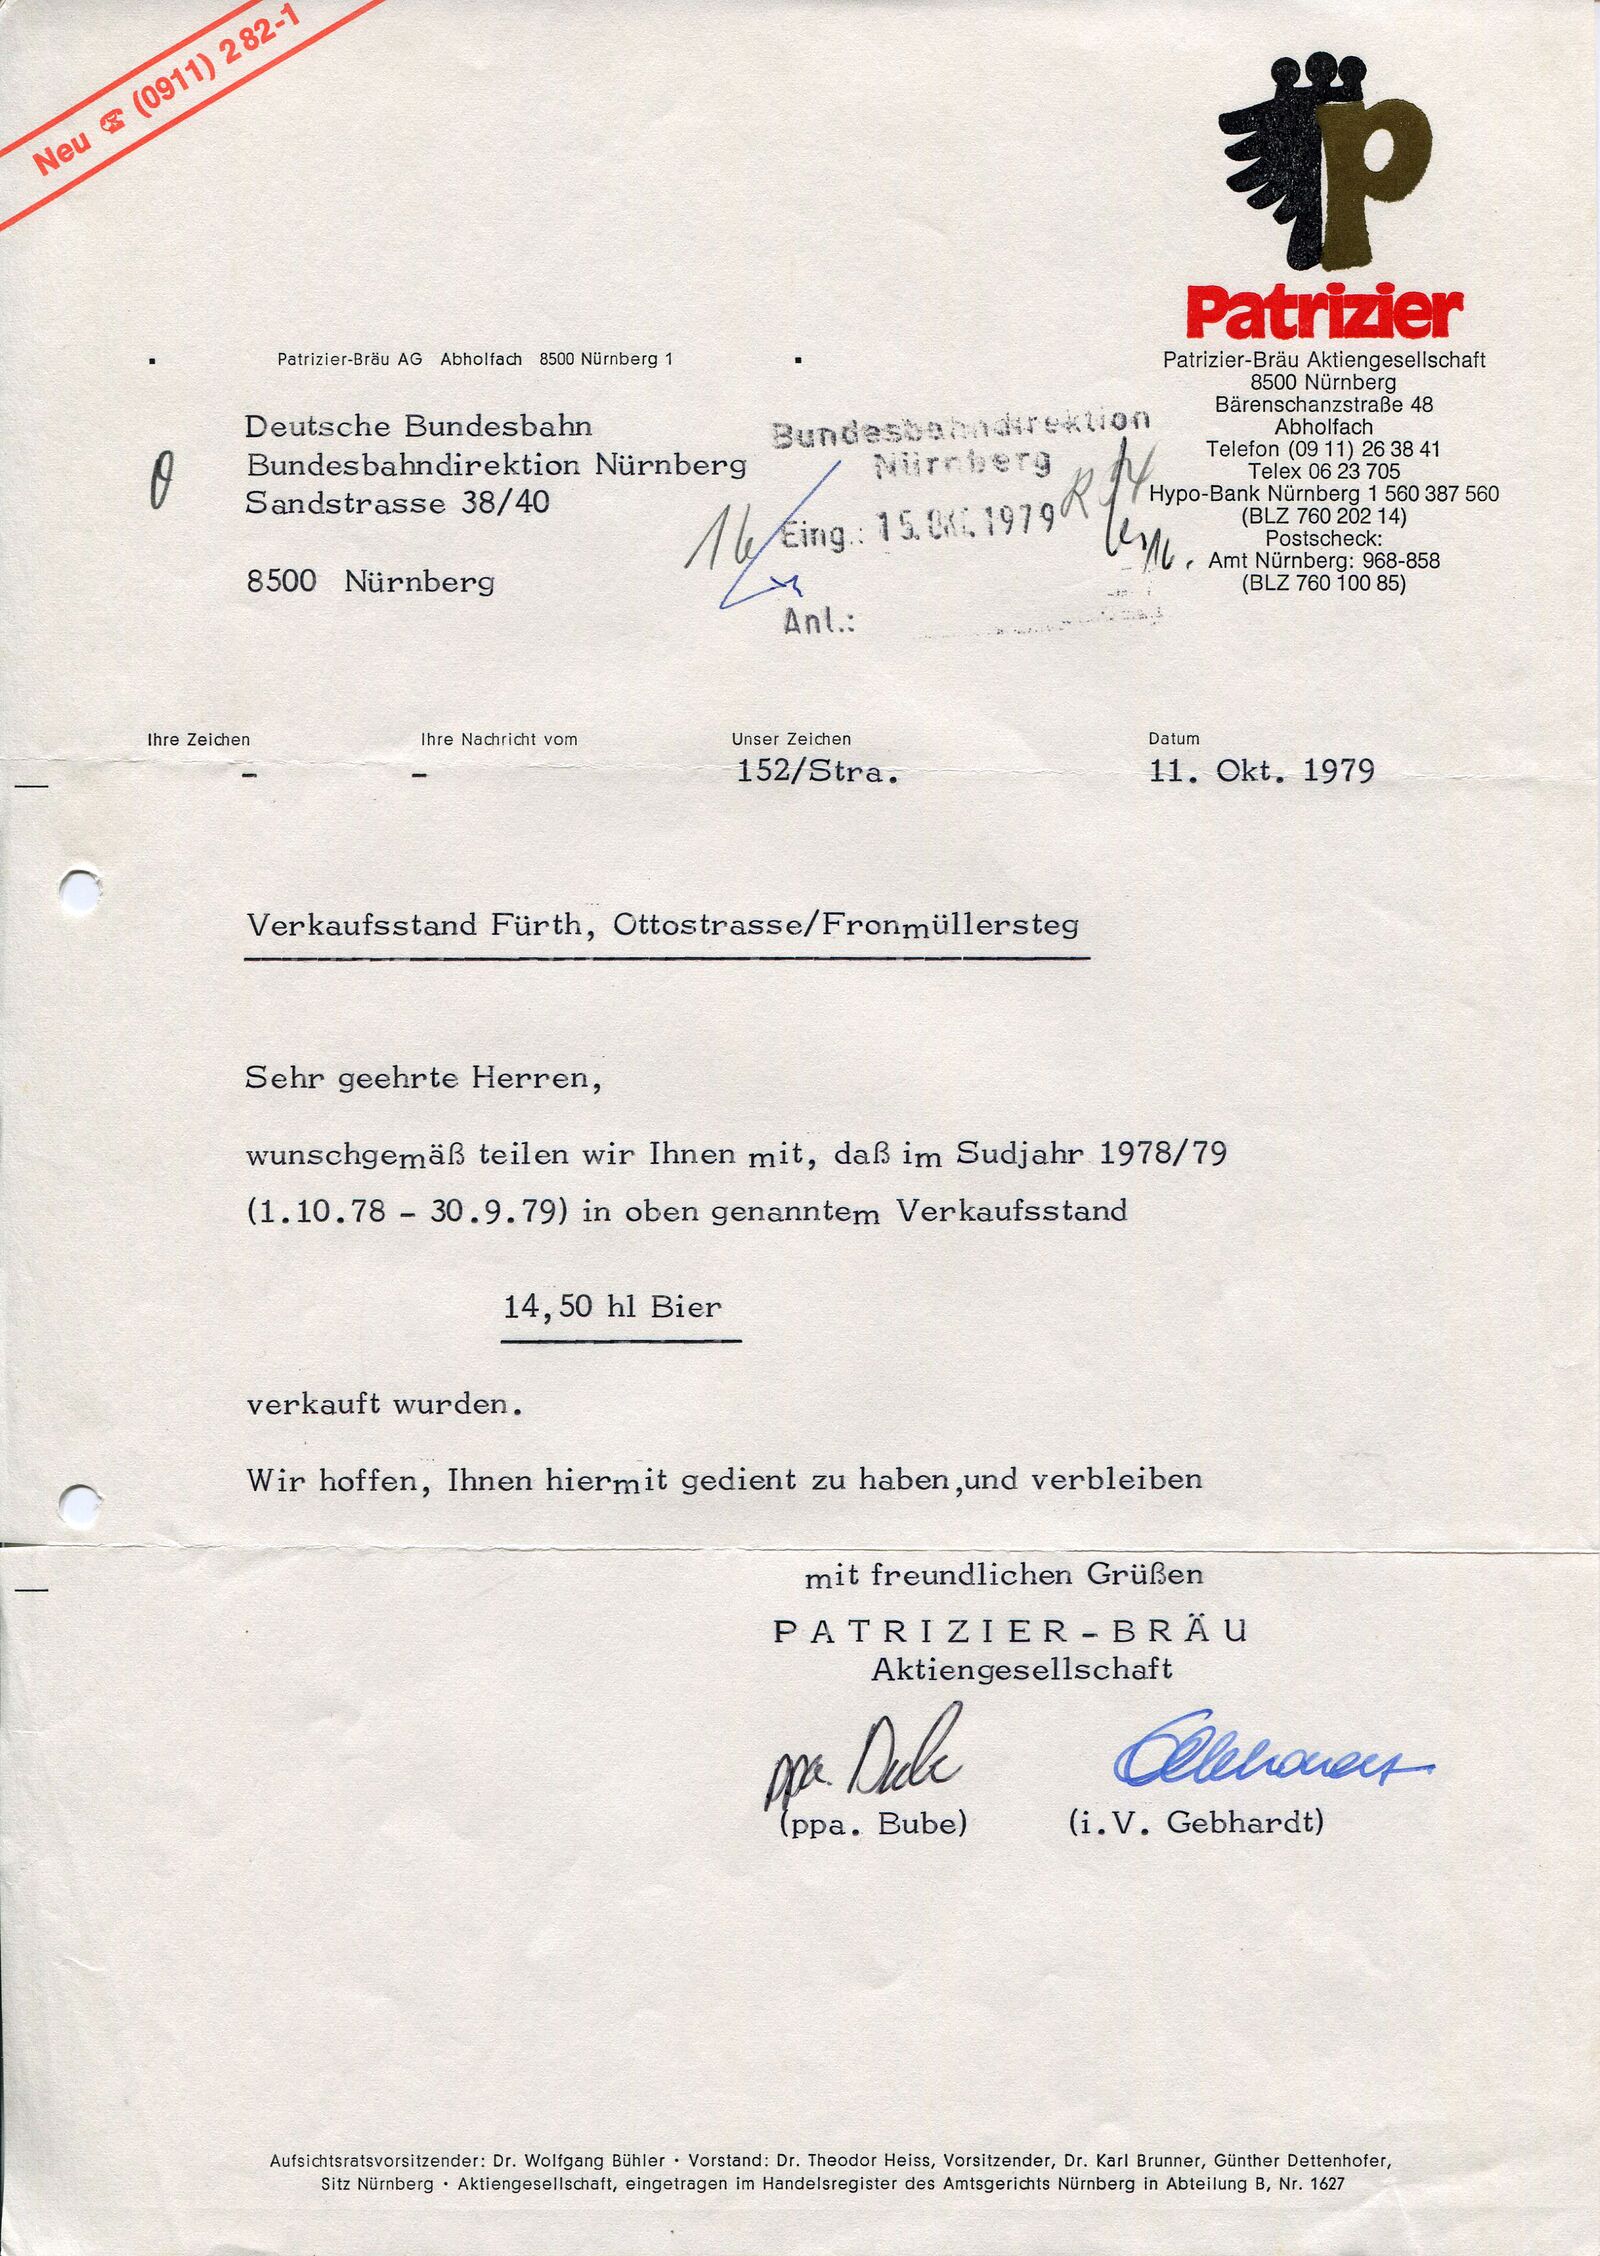 Neu ☎ (0911) 282-1
Patrizier
Patrizier-Bräu Aktiengesellschaft
8500 Nürnberg
Bärenschanzstraße 48
Abholfach
Telefon (09 11) 26 38 41
Telex 06 23 705
Hypo-Bank Nürnberg 1 560 387 560
(BLZ 760 202 14)
Postscheck:
Amt Nürnberg: 968-858
(BLZ 760 100 85)
Patrizier-Bräu AG Abholfach 8500 Nürnberg 1
Deutsche Bundesbahn
Bundesbahndirektion Nürnberg
Sandstrasse 38/40
8500 Nürnberg
Bundesbahndirektion
Nürnberg
Eing.: 15. Okt. 1979
Anl.:
16
Ihre Zeichen Ihre Nachricht vom Unser Zeichen Datum
- - 152/Stra. 11. Okt. 1979
Verkaufsstand Fürth, Ottostrasse/Fronmüllersteg
Sehr geehrte Herren,
wunschgemäß teilen wir Ihnen mit, daß im Sudjahr 1978/79
(1.10.78 - 30.9.79) in oben genanntem Verkaufsstand
14,50 hl Bier
verkauft wurden.
Wir hoffen, Ihnen hiermit gedient zu haben,und verbleiben
mit freundlichen Grüßen
PATRIZIER-BRÄU
Aktiengesellschaft
ppa. Bube
(ppa. Bube) (i.V. Gebhardt)
Aufsichtsratsvorsitzender: Dr. Wolfgang Bühler · Vorstand: Dr. Theodor Heiss, Vorsitzender, Dr. Karl Brunner, Günther Dettenhofer,
Sitz Nürnberg · Aktiengesellschaft, eingetragen im Handelsregister des Amtsgerichts Nürnberg in Abteilung B, Nr. 1627